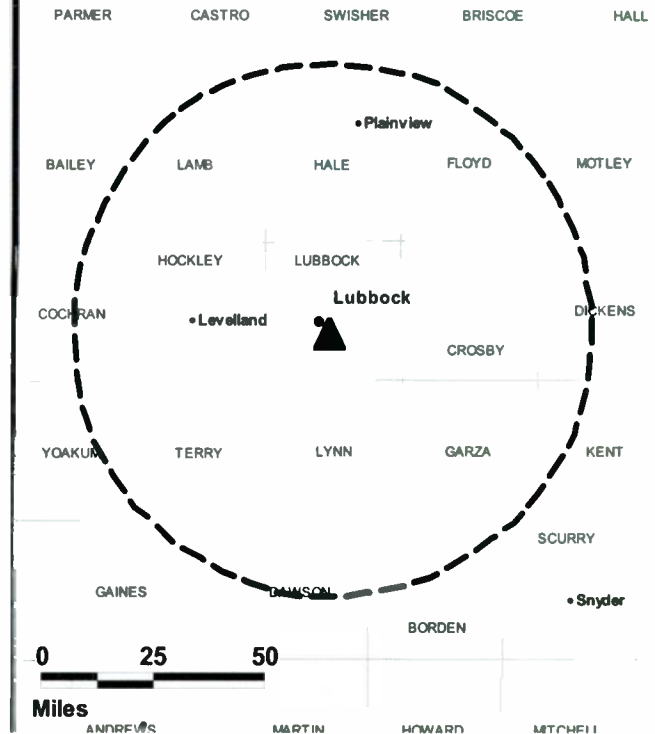 PARMER CASTRO SWISHER BRISCOE HALL
Plainview
BAILEY LAMB HALE FLOYD MOTLEY
HOCKLEY LUBBOCK
Lubbock
COCHRAN Levelland DICKENS
CROSBY
YOAKUM TERRY LYNN GARZA KENT
SCURRY
GAINES DAWSON Snyder
BORDEN
0 25 50
Miles
ANDREWS MARTIN HOWARD MITCHELL